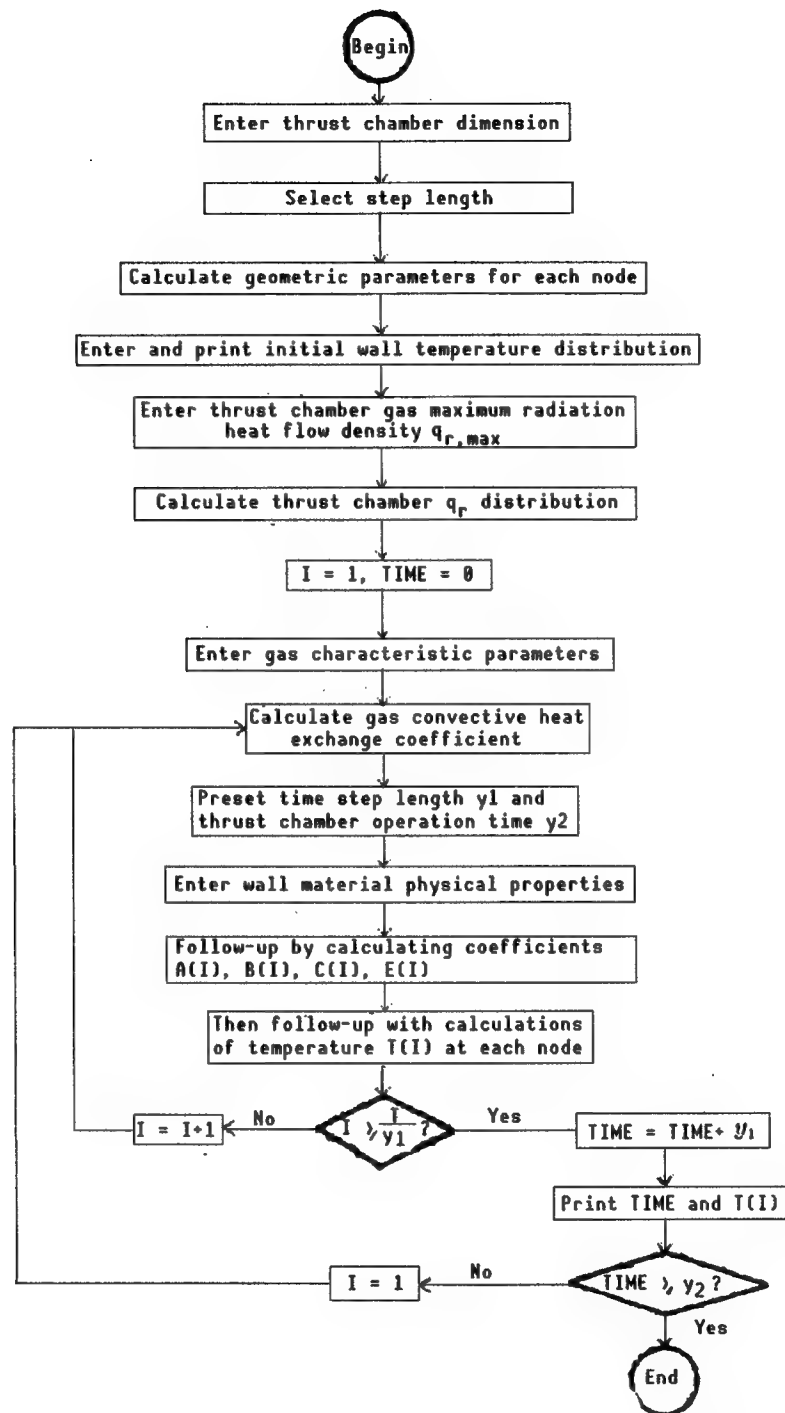 Begin
Enter thrust chamber dimension
Select step length
Calculate geometric parameters for each node
Enter and print initial wall temperature distribution
Enter thrust chamber gas maximum radiation
heat flow density q_r,max
Calculate thrust chamber q_r distribution
I = 1, TIME = 0
Enter gas characteristic parameters
Calculate gas convective heat
exchange coefficient
Preset time step length y1 and
thrust chamber operation time y2
Enter wall material physical properties
Follow-up by calculating coefficients
A(I), B(I), C(I), E(I)
Then follow-up with calculations
of temperature T(I) at each node
I = I+1
No
I ⩾ I/y1 ?
Yes
TIME = TIME+ y₁
Print TIME and T(I)
I = 1
No
TIME ⩾ y₂ ?
Yes
End